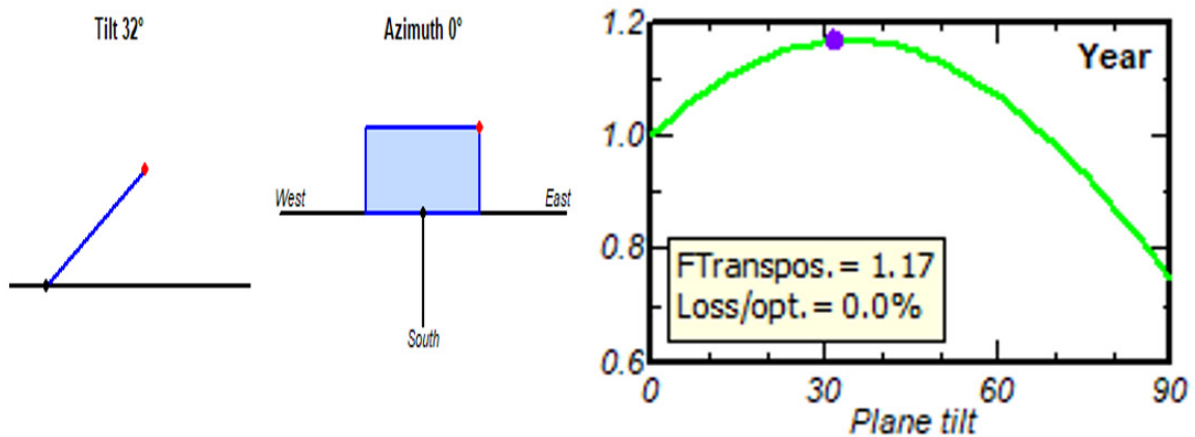 Tilt 32°
Azimuth 0°
West
East
South
1.2
1.0
0.8
0.6
Year
FTranspos. = 1.17
Loss/opt. = 0.0%
0 30 60 90
Plane tilt